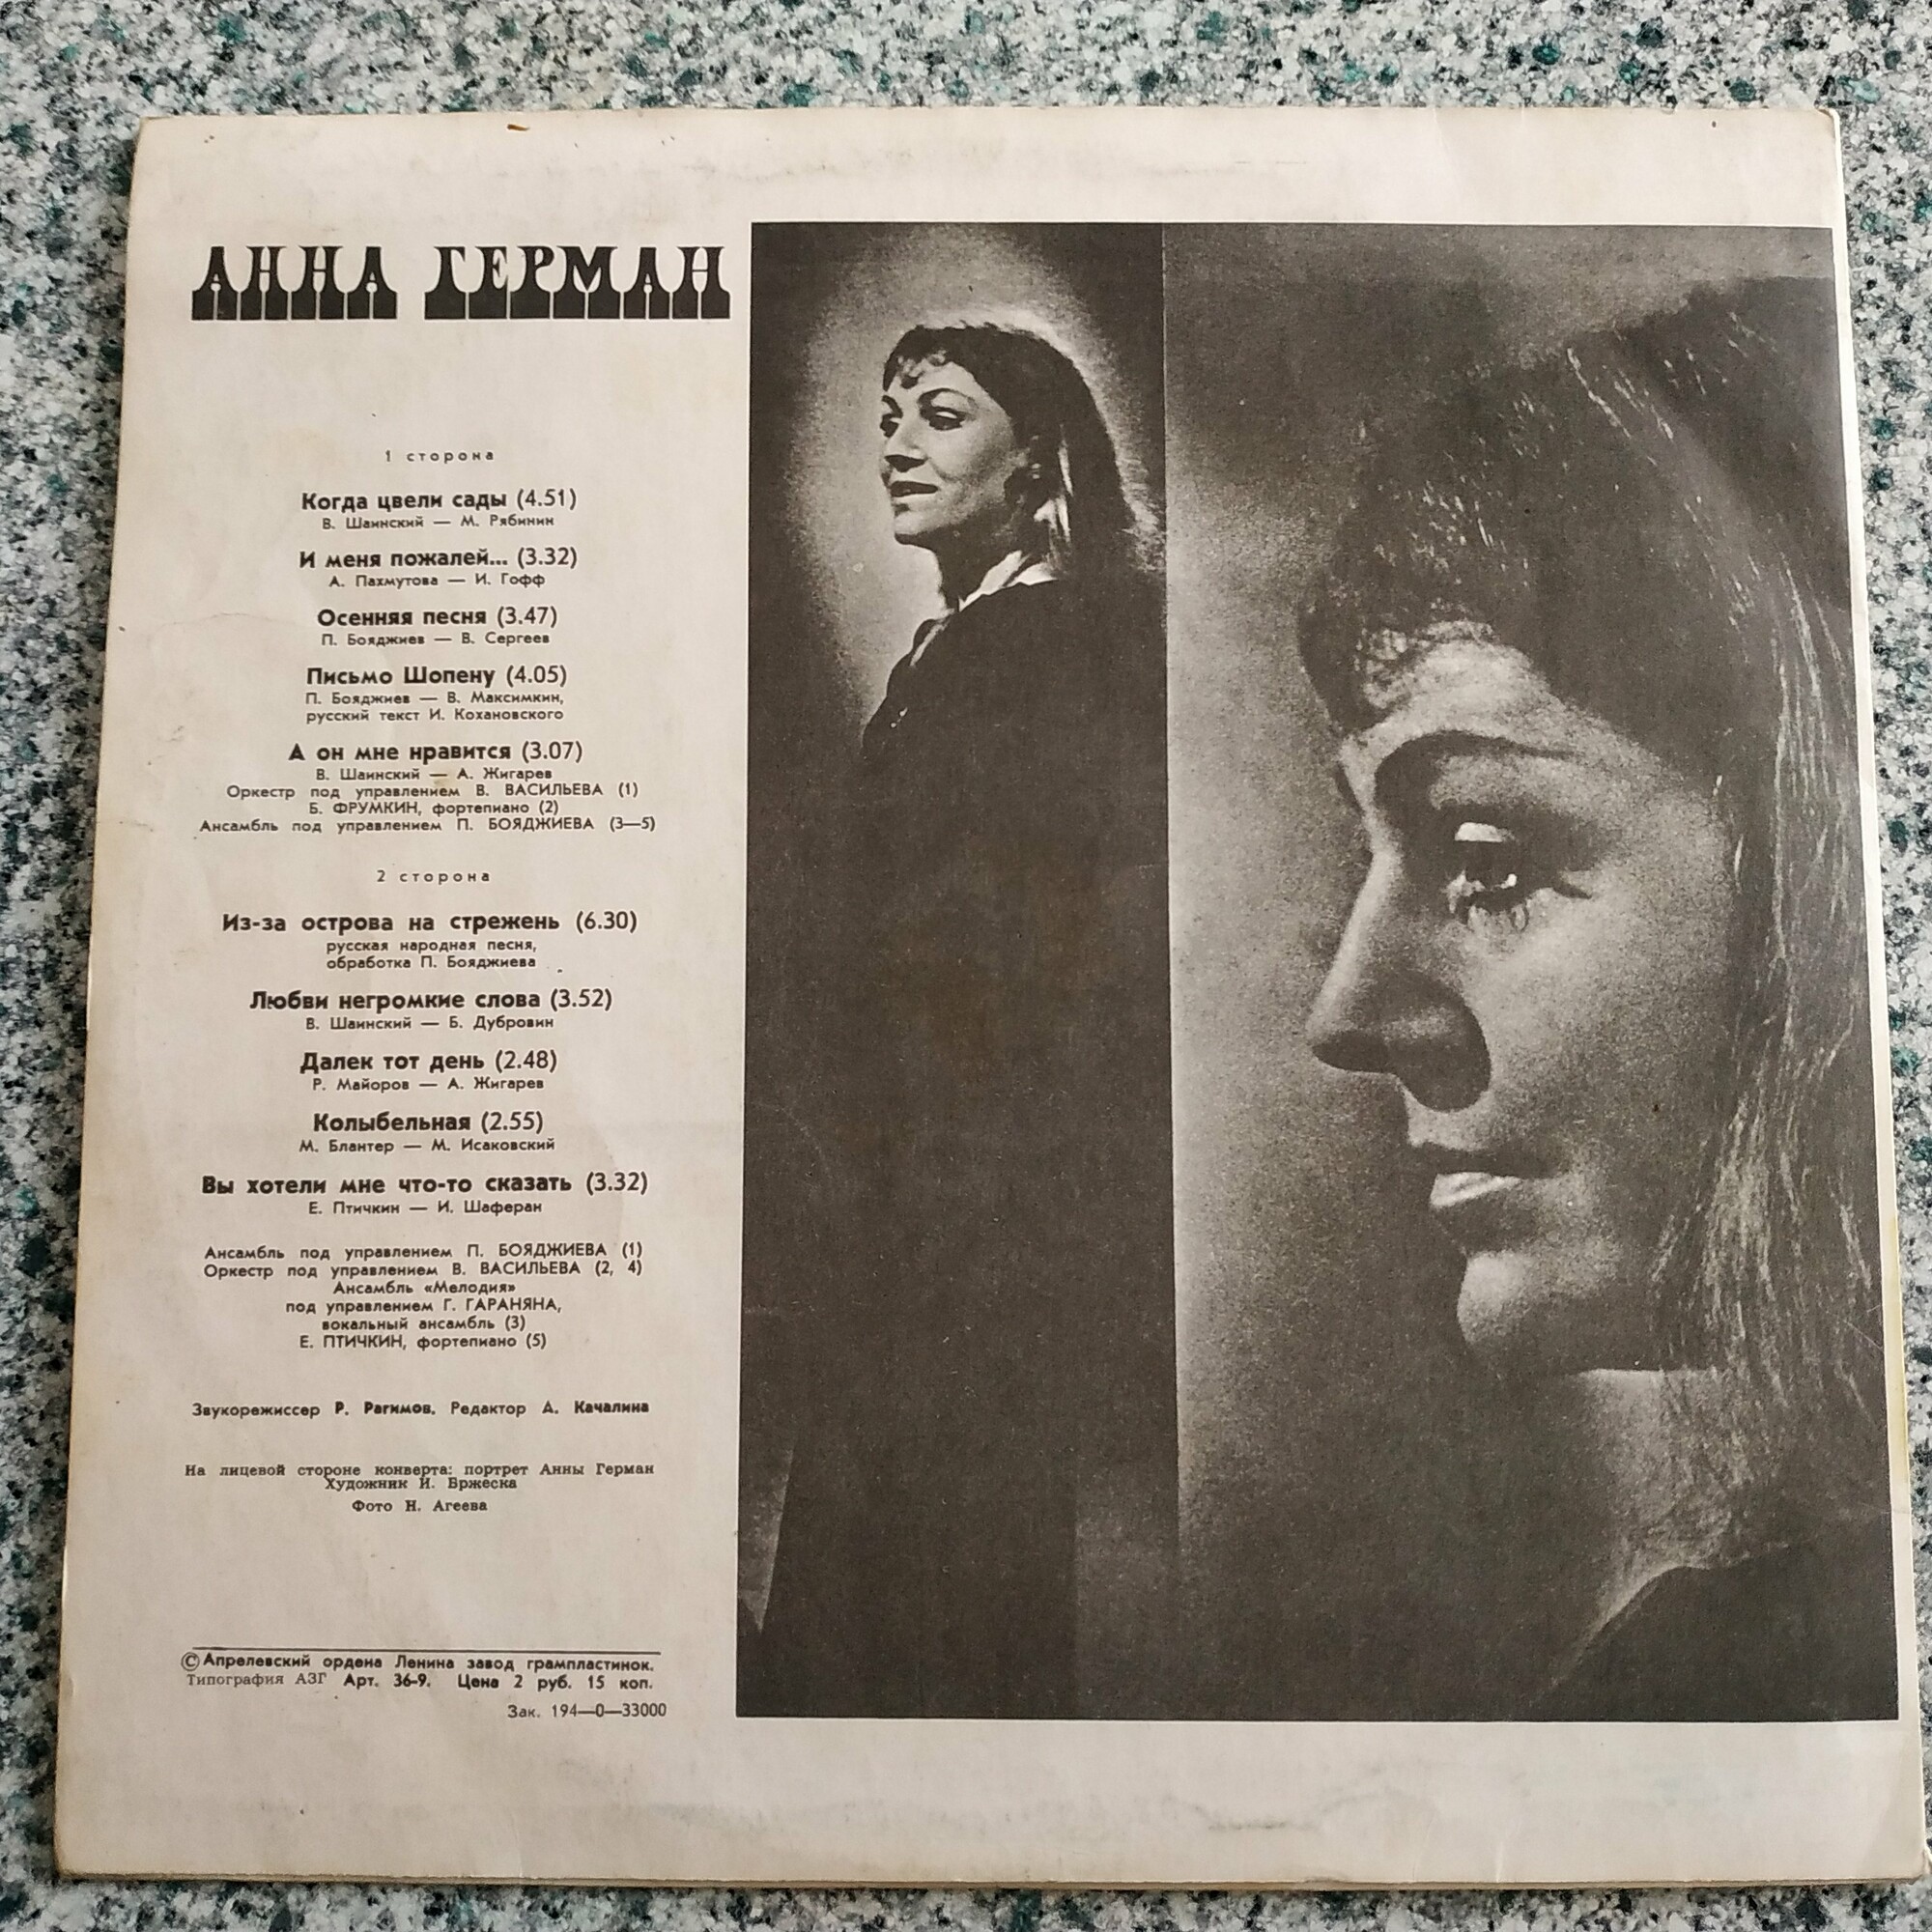 АННА ГЕРМАН
1 сторона
Когда цвели сады (4.51)
В. Шаинский — М. Рябинин
И меня пожалей... (3.32)
А. Пахмутова — И. Гофф
Осенняя песня (3.47)
П. Бояджиев — В. Сергеев
Письмо Шопену (4.05)
П. Бояджиев — В. Максимкин,
русский текст И. Кохановского
А он мне нравится (3.07)
В. Шаинский — А. Жигарев
Оркестр под управлением В. ВАСИЛЬЕВА (1)
Б. ФРУМКИН, фортепиано (2)
Ансамбль под управлением П. БОЯДЖИЕВА (3—5)
2 сторона
Из-за острова на стрежень (6.30)
русская народная песня,
обработка П. Бояджиева
Любви негромкие слова (3.52)
В. Шаинский — Б. Дубровин
Далек тот день (2.48)
Р. Майоров — А. Жигарев
Колыбельная (2.55)
М. Блантер — М. Исаковский
Вы хотели мне что-то сказать (3.32)
Е. Птичкин — И. Шаферан
Ансамбль под управлением П. БОЯДЖИЕВА (1)
Оркестр под управлением В. ВАСИЛЬЕВА (2, 4)
Ансамбль «Мелодия»
под управлением Г. ГАРАНЯНА,
вокальный ансамбль (3)
Е. ПТИЧКИН, фортепиано (5)
Звукорежиссер Р. Рагимов. Редактор А. Качалина
На лицевой стороне конверта: портрет Анны Герман
Художник И. Бржеска
Фото Н. Агеева
©Апрелевский ордена Ленина завод грампластинок.
Типография АЗГ Арт. 36-9. Цена 2 руб. 15 коп.
Зак. 194—0—33000